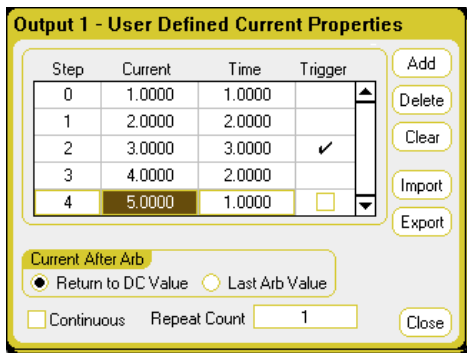 Output 1 - User Defined Current Properties
Step Current Time Trigger
0 1.0000 1.0000
1 2.0000 2.0000
2 3.0000 3.0000 ✓
3 4.0000 2.0000
4 5.0000 1.0000
Add
Delete
Clear
Import
Export
Current After Arb
Return to DC Value Last Arb Value
Continuous Repeat Count 1
Close